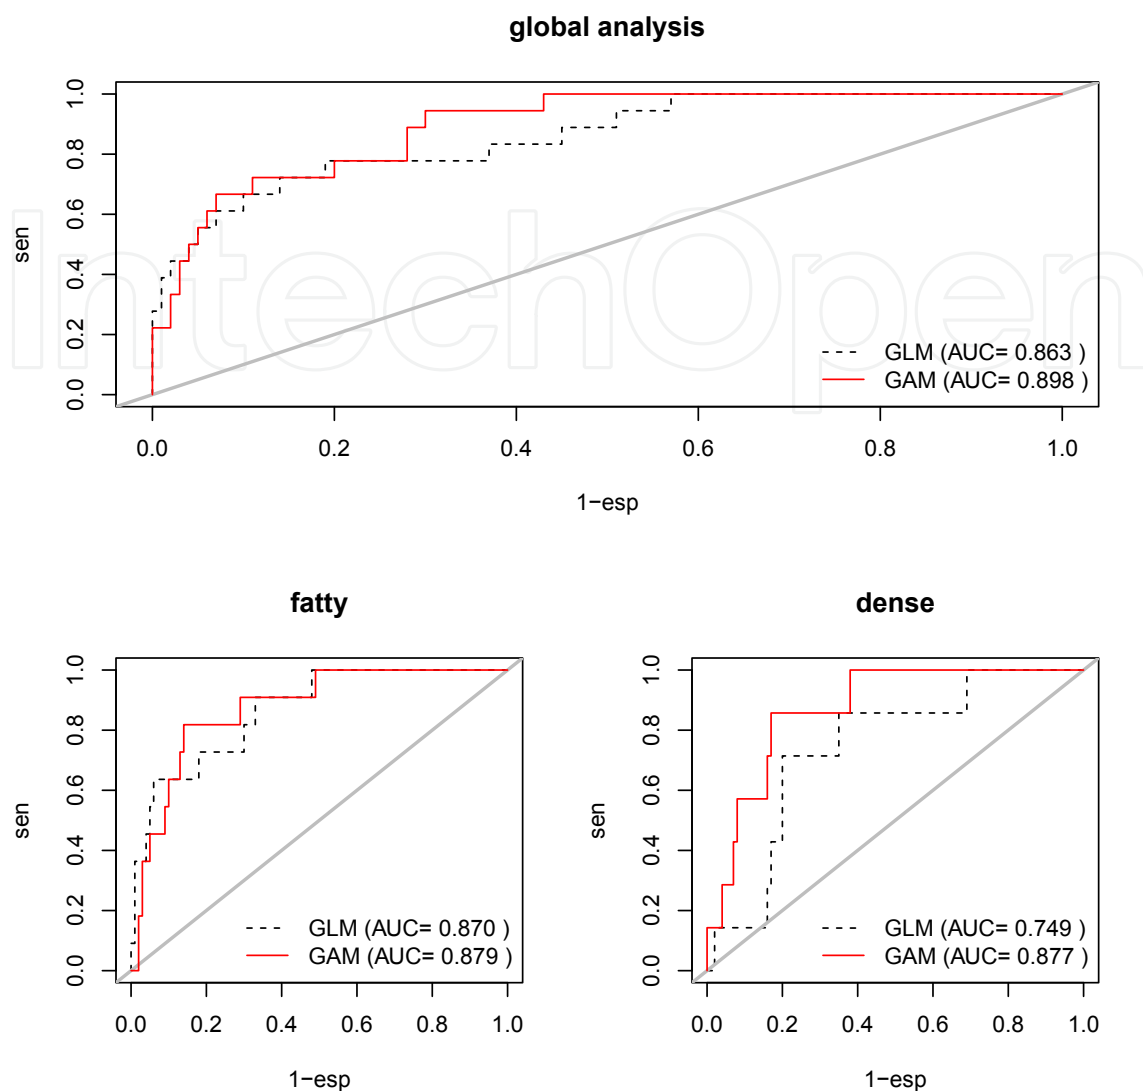 global analysis
sen
1.0
0.8
0.6
0.4
0.2
0.0
IntechOpen
GLM (AUC= 0.863 )
GAM (AUC= 0.898 )
0.0 0.2 0.4 0.6 0.8 1.0
1−esp
fatty
sen
1.0
0.8
0.6
0.4
0.2
0.0
GLM (AUC= 0.870 )
GAM (AUC= 0.879 )
0.0 0.2 0.4 0.6 0.8 1.0
1−esp
dense
sen
1.0
0.8
0.6
0.4
0.2
0.0
GLM (AUC= 0.749 )
GAM (AUC= 0.877 )
0.0 0.2 0.4 0.6 0.8 1.0
1−esp